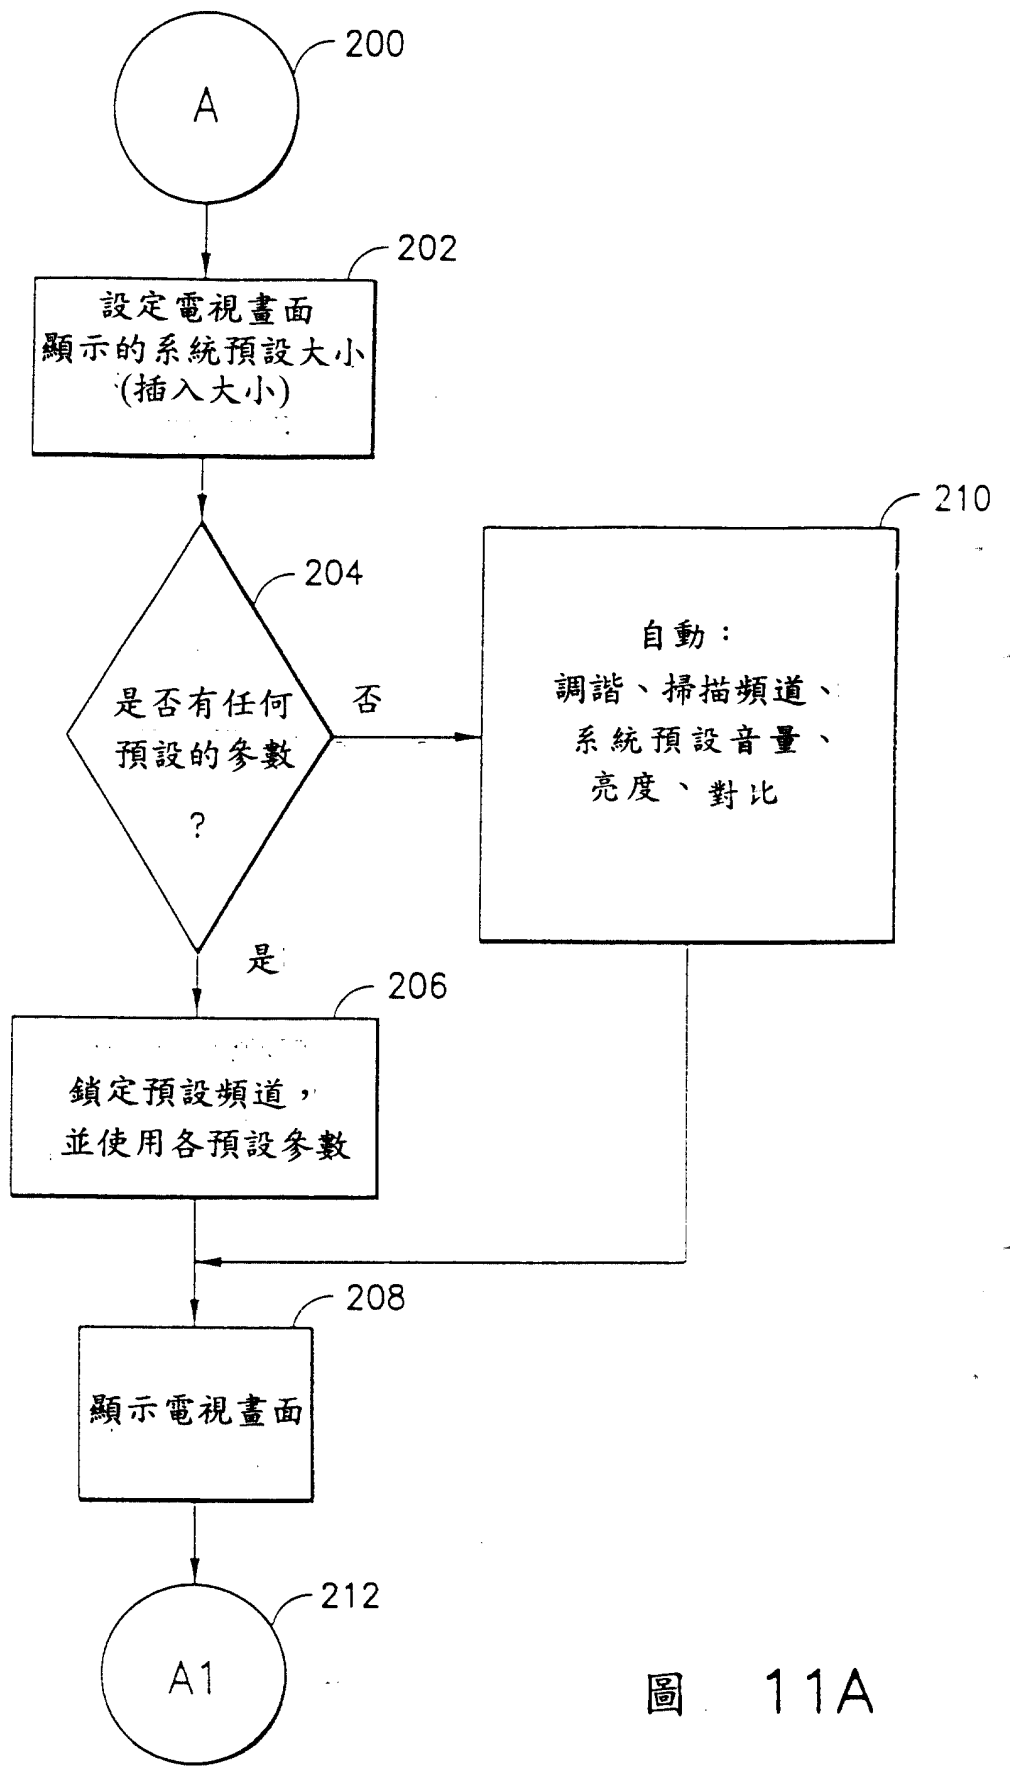 200
A
202
設定電視畫面
顯示的系統預設大小
(插入大小)
204
是否有任何
預設的參數
?
否
210
自動：
調諧、掃描頻道、
系統預設音量、
亮度、對比
是
206
鎖定預設頻道，
並使用各預設參數
208
顯示電視畫面
212
A1
圖 11A